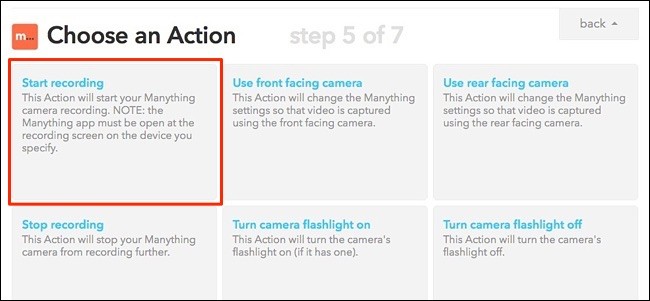 m...
Choose an Action
step 5 of 7
back
Start recording
This Action will start your Manything
camera recording. NOTE: the
Manything app must be open at the
recording screen on the device you
specify.
Use front facing camera
This Action will change the Manything
settings so that video is captured
using the front facing camera.
Use rear facing camera
This Action will change the Manything
settings so that video is captured
using the rear facing camera.
Stop recording
This Action will stop your Manything
camera from recording further.
Turn camera flashlight on
This Action will turn the camera's
flashlight on (if it has one).
Turn camera flashlight off
This Action will turn the camera's
flashlight off.